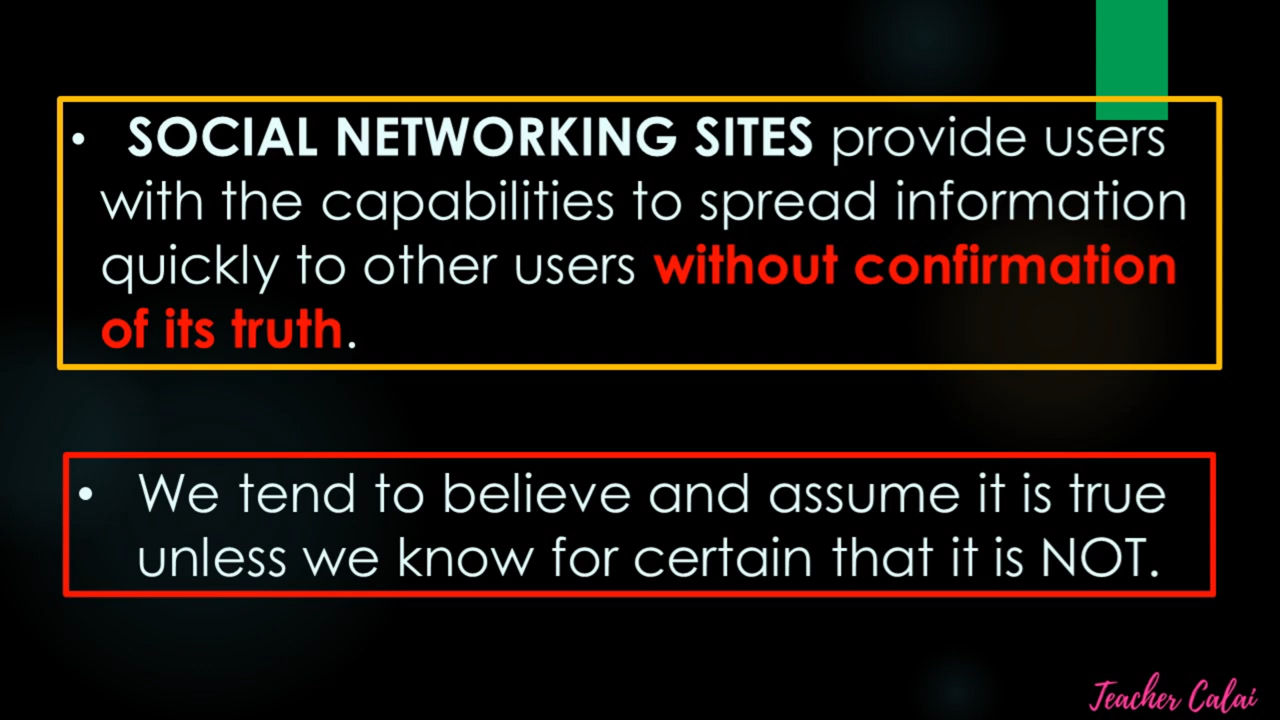 • SOCIAL NETWORKING SITES provide users
with the capabilities to spread information
quickly to other users without confirmation
of its truth.
• We tend to believe and assume it is true
unless we know for certain that it is NOT.
Teacher Calai